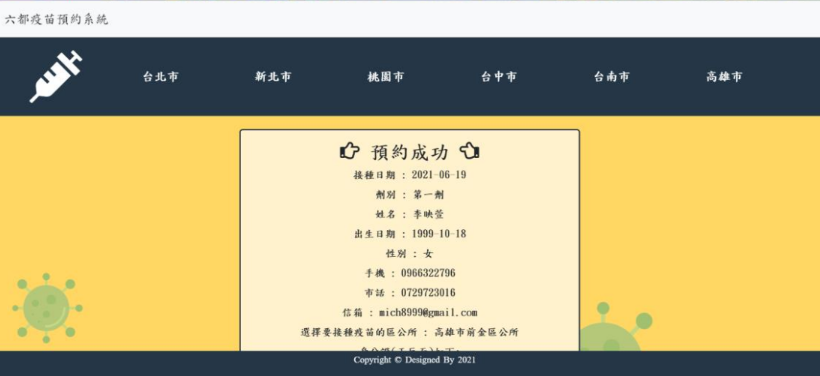 六都疫苗預約系統
台北市 新北市 桃園市 台中市 台南市 高雄市
預約成功
接種日期 : 2021-06-19
劑別 : 第一劑
姓名 : 李映萱
出生日期 : 1999-10-18
性別 : 女
手機 : 0966322796
市話 : 0729723016
信箱 : mich8999@gmail.com
選擇要接種疫苗的區公所 : 高雄市前金區公所
Copyright © Designed By 2021